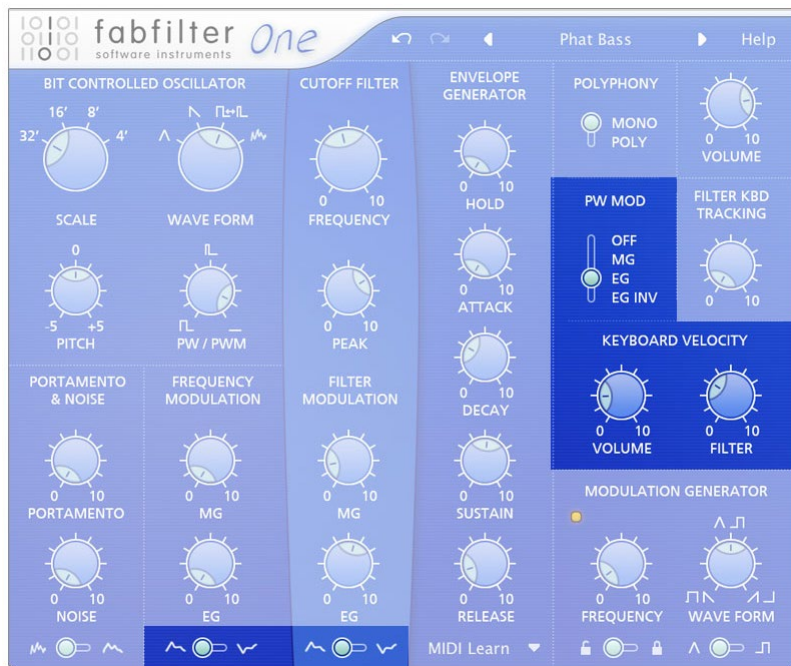 fabfilter One
software instruments
Phat Bass
Help
BIT CONTROLLED OSCILLATOR
16' 8'
32' 4'
SCALE
WAVE FORM
0
-5 +5
PITCH
PW / PWM
CUTOFF FILTER
0 10
FREQUENCY
0 10
PEAK
ENVELOPE
GENERATOR
0 10
HOLD
0 10
ATTACK
0 10
DECAY
0 10
SUSTAIN
0 10
RELEASE
POLYPHONY
MONO
POLY
0 10
VOLUME
PW MOD
OFF
MG
EG
EG INV
FILTER KBD
TRACKING
0 10
KEYBOARD VELOCITY
0 10
VOLUME
0 10
FILTER
PORTAMENTO
& NOISE
0 10
PORTAMENTO
0 10
NOISE
FREQUENCY
MODULATION
0 10
MG
0 10
EG
FILTER
MODULATION
0 10
MG
0 10
EG
MIDI Learn
MODULATION GENERATOR
0 10
FREQUENCY
WAVE FORM